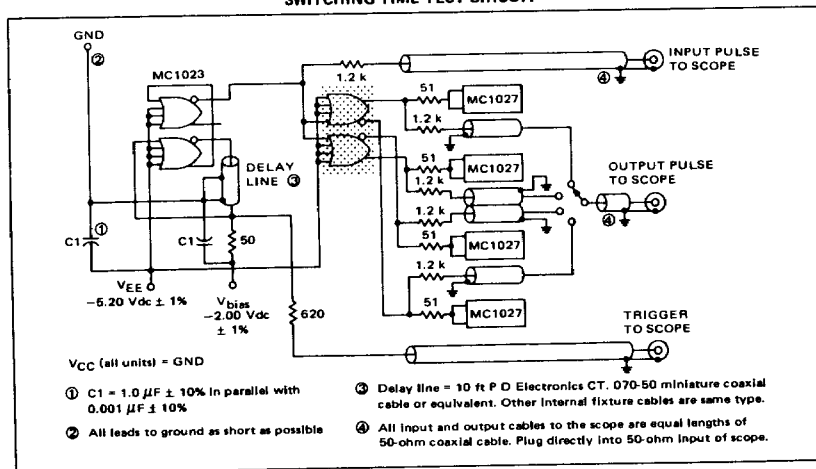 SWITCHING TIME TEST CIRCUIT
GND
②
MC1023
1.2 k
④
INPUT PULSE
TO SCOPE
51
MC1027
1.2 k
DELAY
LINE ③
51
MC1027
1.2 k
OUTPUT PULSE
TO SCOPE
④
①
C1
C1
50
1.2 k
51
MC1027
1.2 k
VEE
−5.20 Vdc ± 1%
Vbias
−2.00 Vdc
± 1%
620
51
MC1027
TRIGGER
TO SCOPE
VCC (all units) = GND
① C1 = 1.0 μF ± 10% in parallel with
0.001 μF ± 10%
② All leads to ground as short as possible
③ Delay line = 10 ft P D Electronics CT. 070-50 miniature coaxial
cable or equivalent. Other internal fixture cables are same type.
④ All input and output cables to the scope are equal lengths of
50-ohm coaxial cable. Plug directly into 50-ohm input of scope.